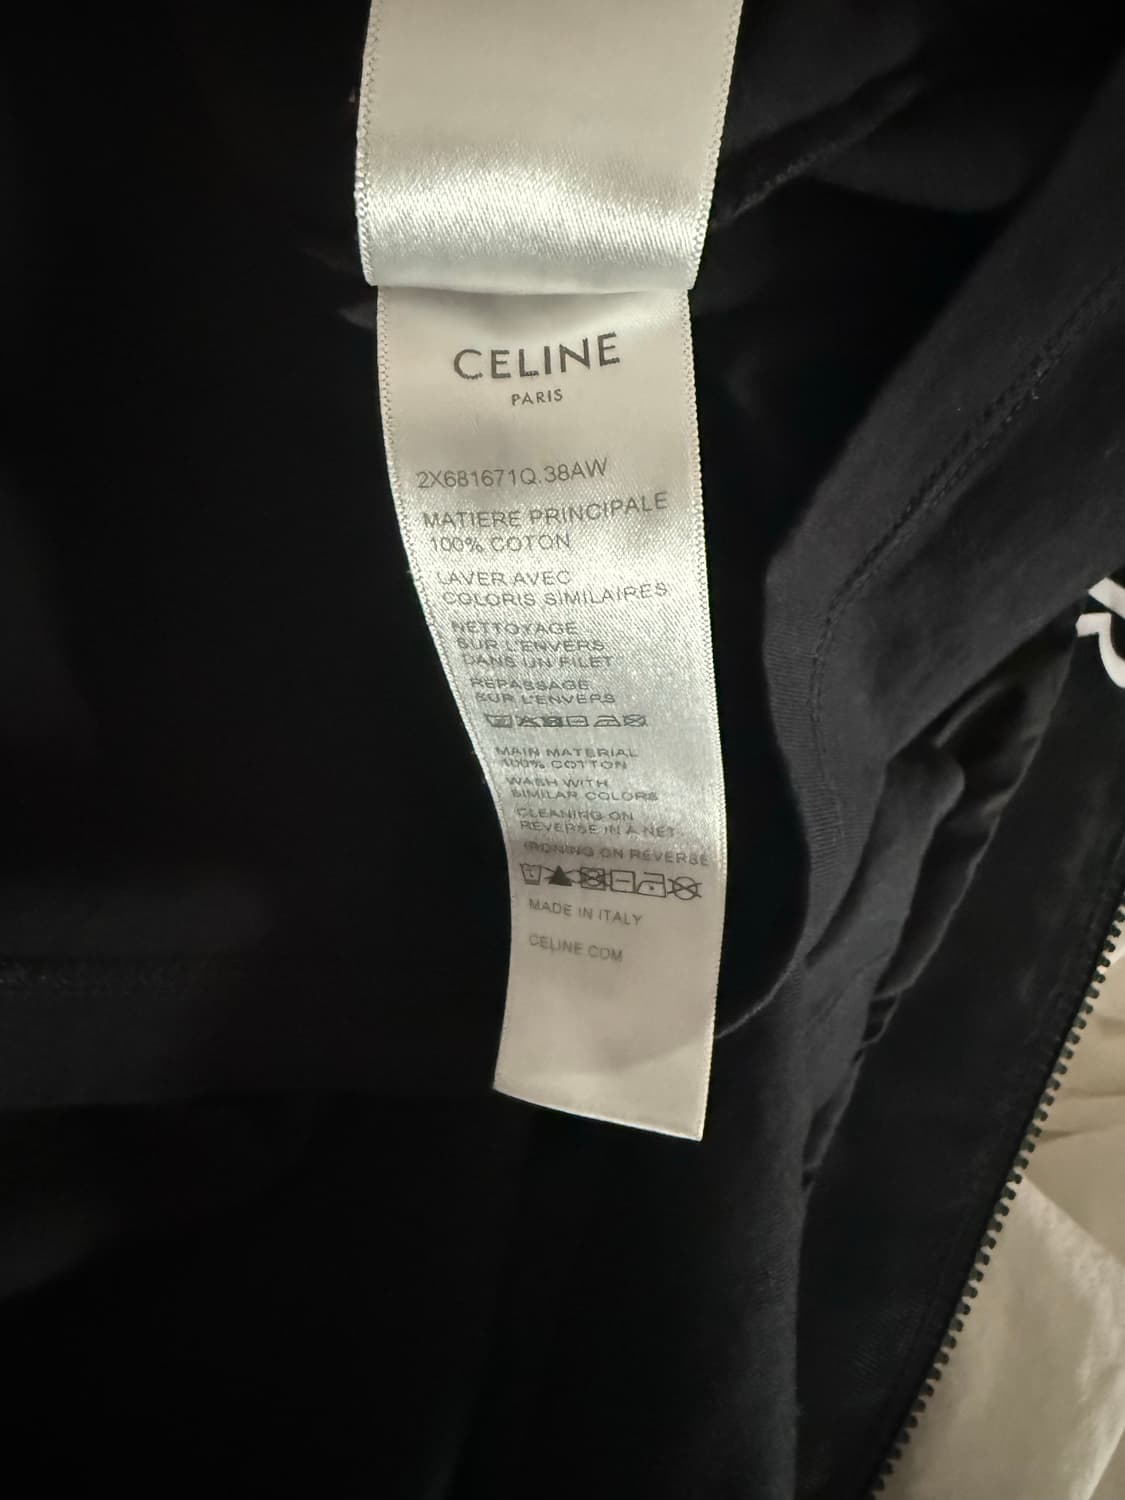 CELINE
PARIS
2X681671Q.38AW
MATIERE PRINCIPALE
100% COTON
LAVER AVEC
COLORIS SIMILAIRES
NETTOYAGE
SUR L'ENVERS
DANS UN FILET
REPASSAGE
SUR L'ENVERS
MAIN MATERIAL
100% COTTON
WASH WITH
SIMILAR COLORS
CLEANING ON
REVERSE IN A NET
IRONING ON REVERSE
MADE IN ITALY
CELINE.COM